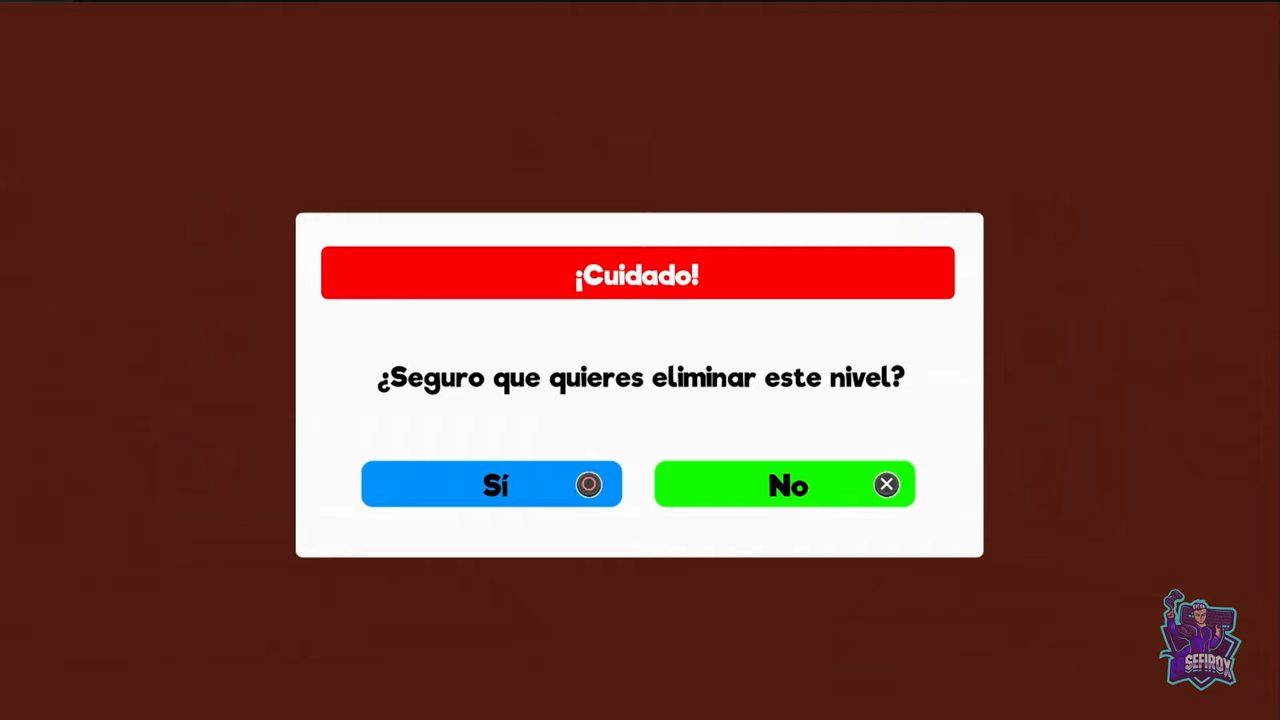 ¡Cuidado!
¿Seguro que quieres eliminar este nivel?
Sí
No
SEFIROX